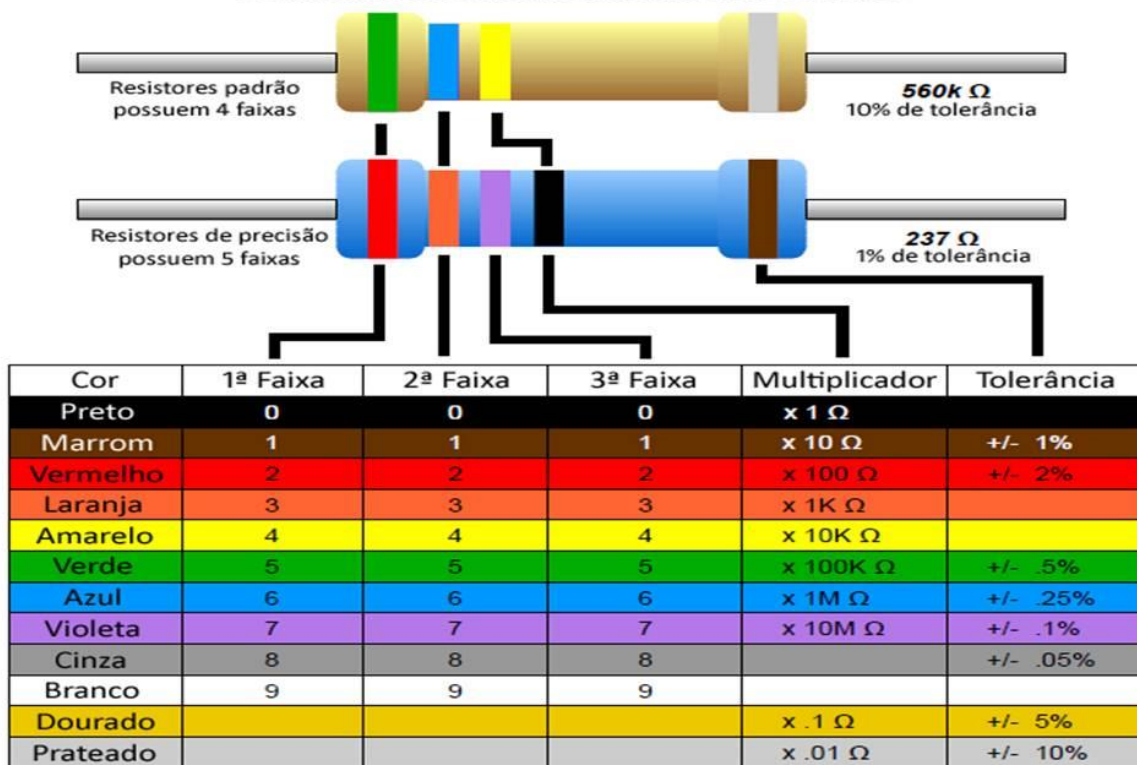 Resistores padrão
possuem 4 faixas
560k Ω
10% de tolerância
Resistores de precisão
possuem 5 faixas
237 Ω
1% de tolerância
Cor 1ª Faixa 2ª Faixa 3ª Faixa Multiplicador Tolerância
Preto 0 0 0 x 1 Ω
Marrom 1 1 1 x 10 Ω +/- 1%
Vermelho 2 2 2 x 100 Ω +/- 2%
Laranja 3 3 3 x 1K Ω
Amarelo 4 4 4 x 10K Ω
Verde 5 5 5 x 100K Ω +/- .5%
Azul 6 6 6 x 1M Ω +/- .25%
Violeta 7 7 7 x 10M Ω +/- .1%
Cinza 8 8 8 +/- .05%
Branco 9 9 9
Dourado x .1 Ω +/- 5%
Prateado x .01 Ω +/- 10%